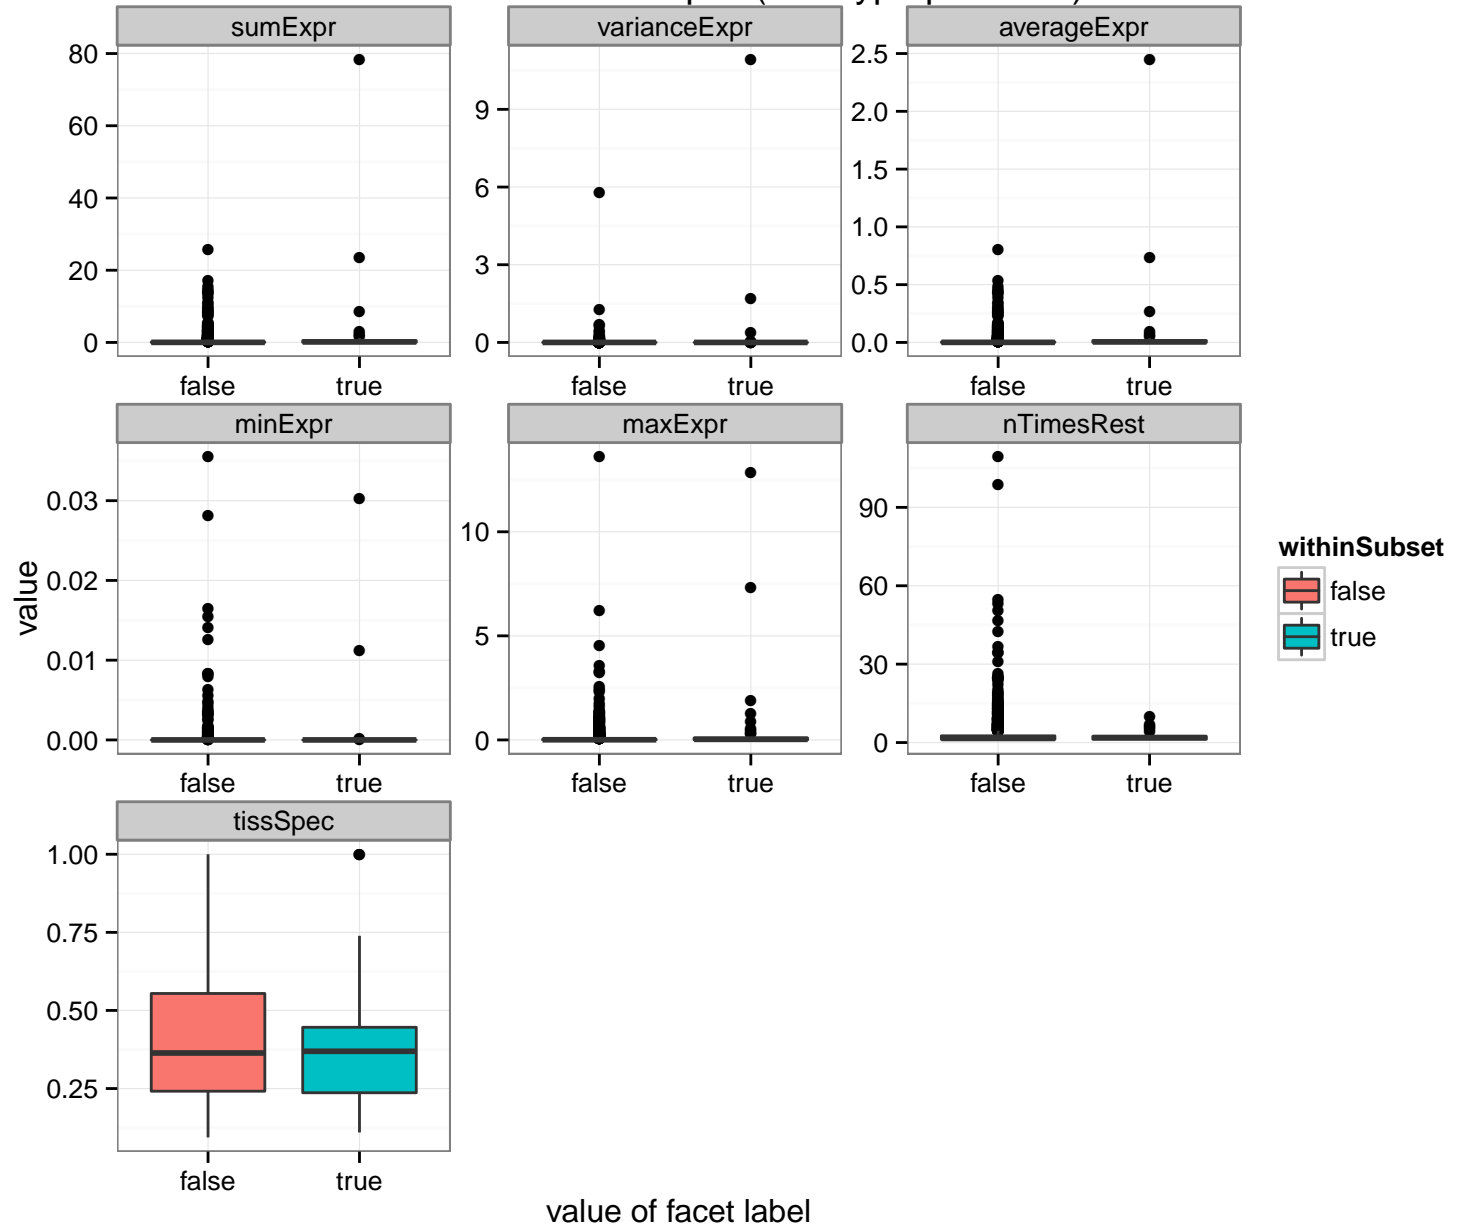 sumExpr varianceExpr averageExpr
80 60 40 20 0
9 6 3 0
2.5 2.0 1.5 1.0 0.5 0.0
false true false true false true
minExpr maxExpr nTimesRest
0.03 0.02 0.01 0.00
10 5 0
90 60 30 0
value
withinSubset
false
true
false true false true false true
tissSpec
1.00 0.75 0.50 0.25
false true
value of facet label